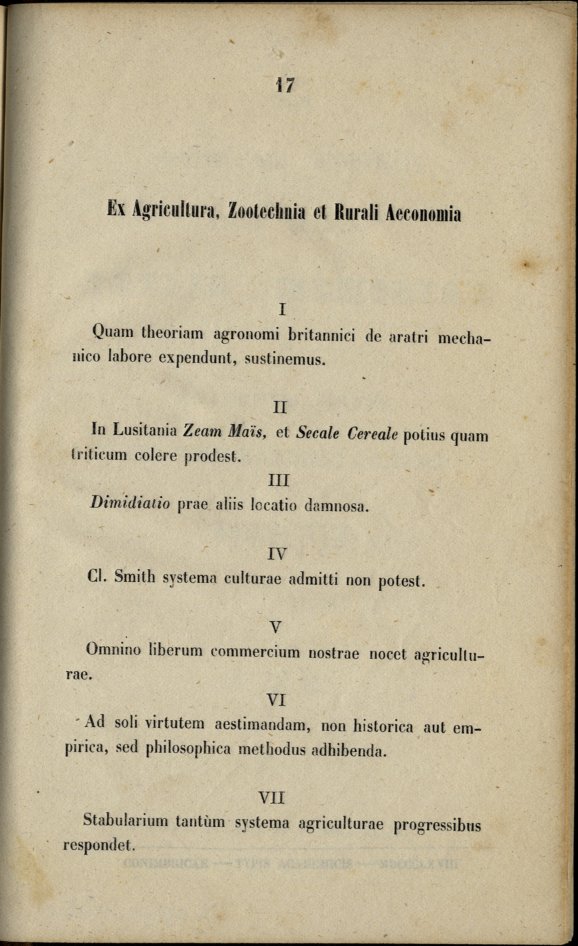 17
Ex Agricultura, Zootechnia et Rurali Aeconomia
I
Quam theoriam agronomi britannici de aratri mecha-
nico labore expendunt, sustinemus.
II
In Lusitania Zeam Maïs, et Secale Cereale potius quam
triticum colere prodest.
III
Dimidiatio prae aliis locatio damnosa.
IV
Cl. Smith systema culturae admitti non potest.
V
Omnino liberum commercium nostrae nocet agricultu-
rae.
VI
Ad soli virtutem aestimandam, non historica aut em-
pirica, sed philosophica methodus adhibenda.
VII
Stabularium tantùm systema agriculturae progressibus
respondet.